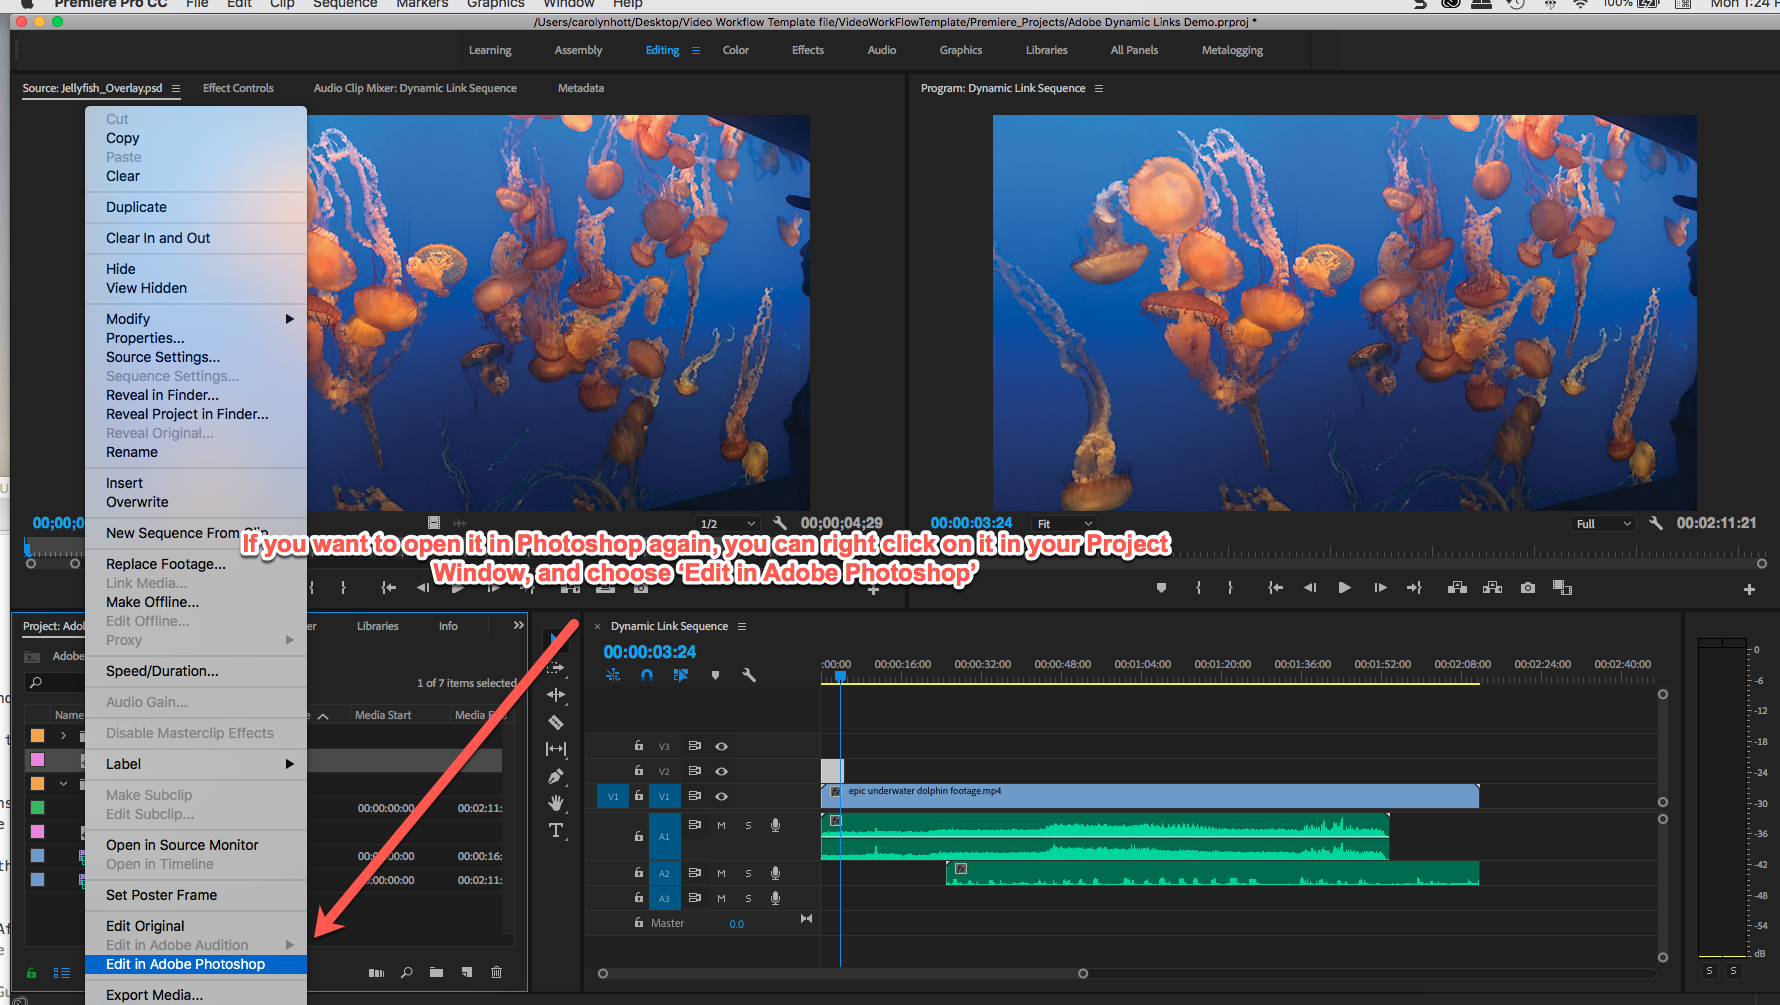 Premiere Pro CC File Edit Clip Sequence Markers Graphics Window Help 100% Mon 1:24
/Users/carolynhott/Desktop/Video Workflow Template file/VideoWorkFlowTemplate/Premiere_Projects/Adobe Dynamic Links Demo.prproj *
Learning Assembly Editing Color Effects Audio Graphics Libraries All Panels Metalogging
Source: Jellyfish_Overlay.psd Effect Controls Audio Clip Mixer: Dynamic Link Sequence Metadata
Program: Dynamic Link Sequence
Cut
Copy
Paste
Clear
Duplicate
Clear In and Out
Hide
View Hidden
Modify
Properties...
Source Settings...
Sequence Settings...
Reveal in Finder...
Reveal Project in Finder...
Reveal Original...
Rename
Insert
Overwrite
New Sequence From Clip
Replace Footage...
Link Media...
Make Offline...
Edit Offline...
Proxy
Speed/Duration...
Audio Gain...
Disable Masterclip Effects
Label
Make Subclip
Edit Subclip...
Open in Source Monitor
Open in Timeline
Set Poster Frame
Edit Original
Edit in Adobe Audition
Edit in Adobe Photoshop
Export Media...
1/2 00;00;04;29
00:00:03:24 Fit Full 00:02:11:21
If you want to open it in Photoshop again, you can right click on it in your Project
Window, and choose ‘Edit in Adobe Photoshop’
Project: Libraries Info
Adobe
1 of 7 items selected
Name Media Start Media
00:00:00:00 00:02:11:
00:00:00:00 00:00:16:
00:02:11:
Dynamic Link Sequence
00:00:03:24
:00:00 00:00:16:00 00:00:32:00 00:00:48:00 00:01:04:00 00:01:20:00 00:01:36:00 00:01:52:00 00:02:08:00 00:02:24:00 00:02:40:00
V3
V2
V1 V1 fx epic underwater dolphin footage.mp4
A1 M S fx
A2 M S fx
A3 M S
Master 0.0
0
-6
-12
-18
-24
-30
-36
-42
-48
-54
dB
S S